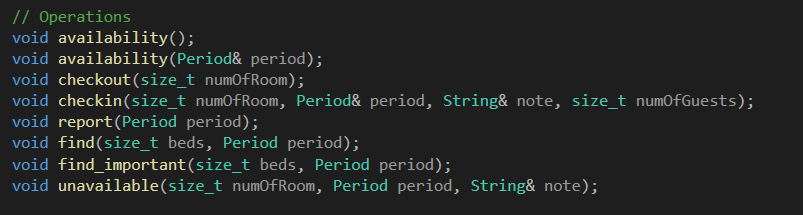 // Operations
void availability();
void availability(Period& period);
void checkout(size_t numOfRoom);
void checkin(size_t numOfRoom, Period& period, String& note, size_t numOfGuests);
void report(Period period);
void find(size_t beds, Period period);
void find_important(size_t beds, Period period);
void unavailable(size_t numOfRoom, Period period, String& note);